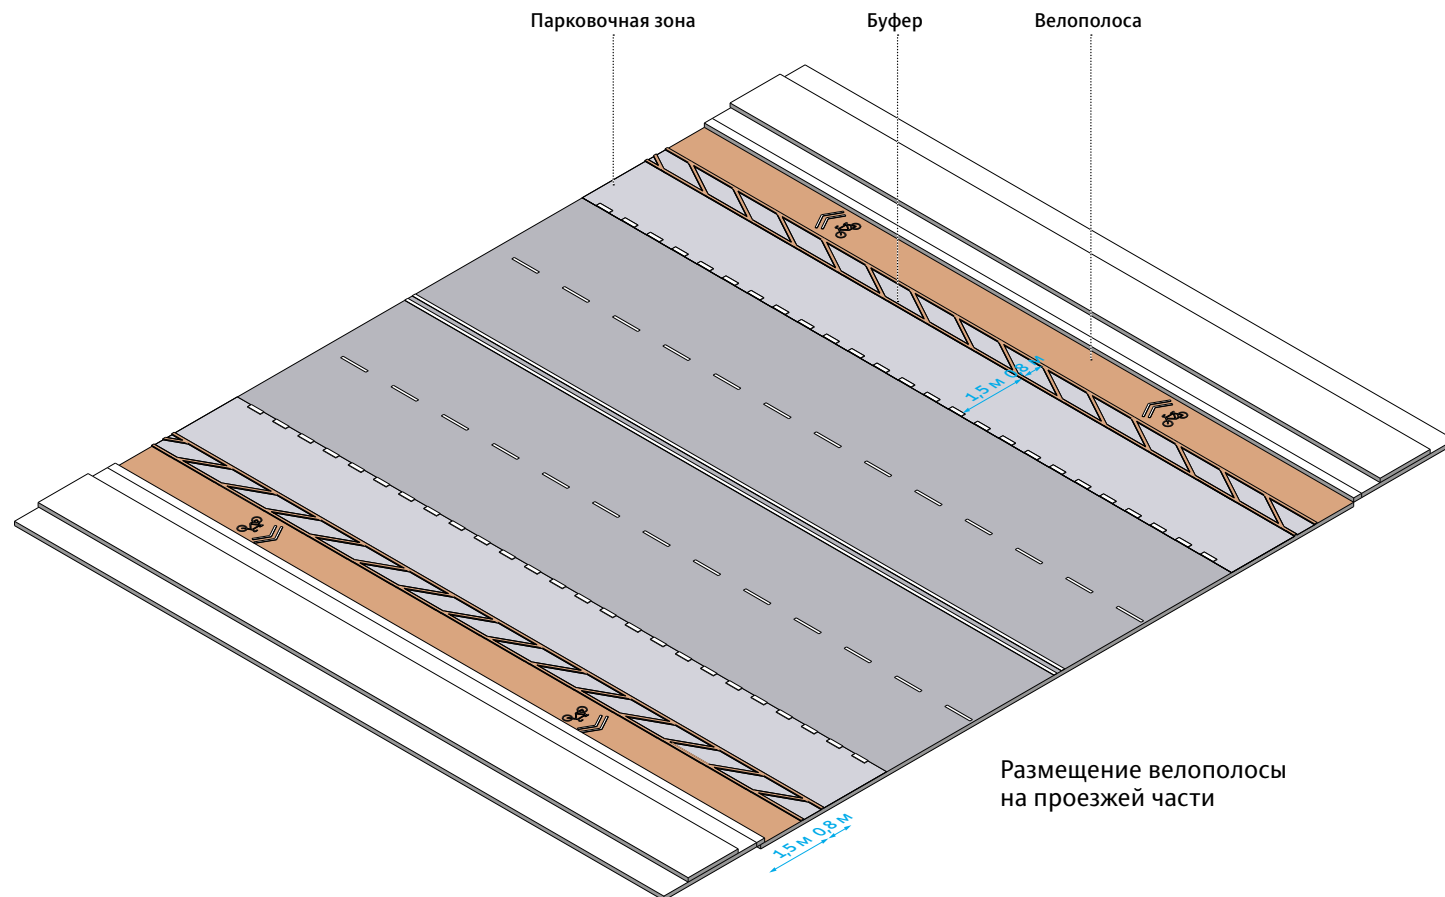 Парковочная зона
Буфер
Велополоса
1,5 м 0,8 м
Размещение велополосы
на проезжей части
1,5 м 0,8 м